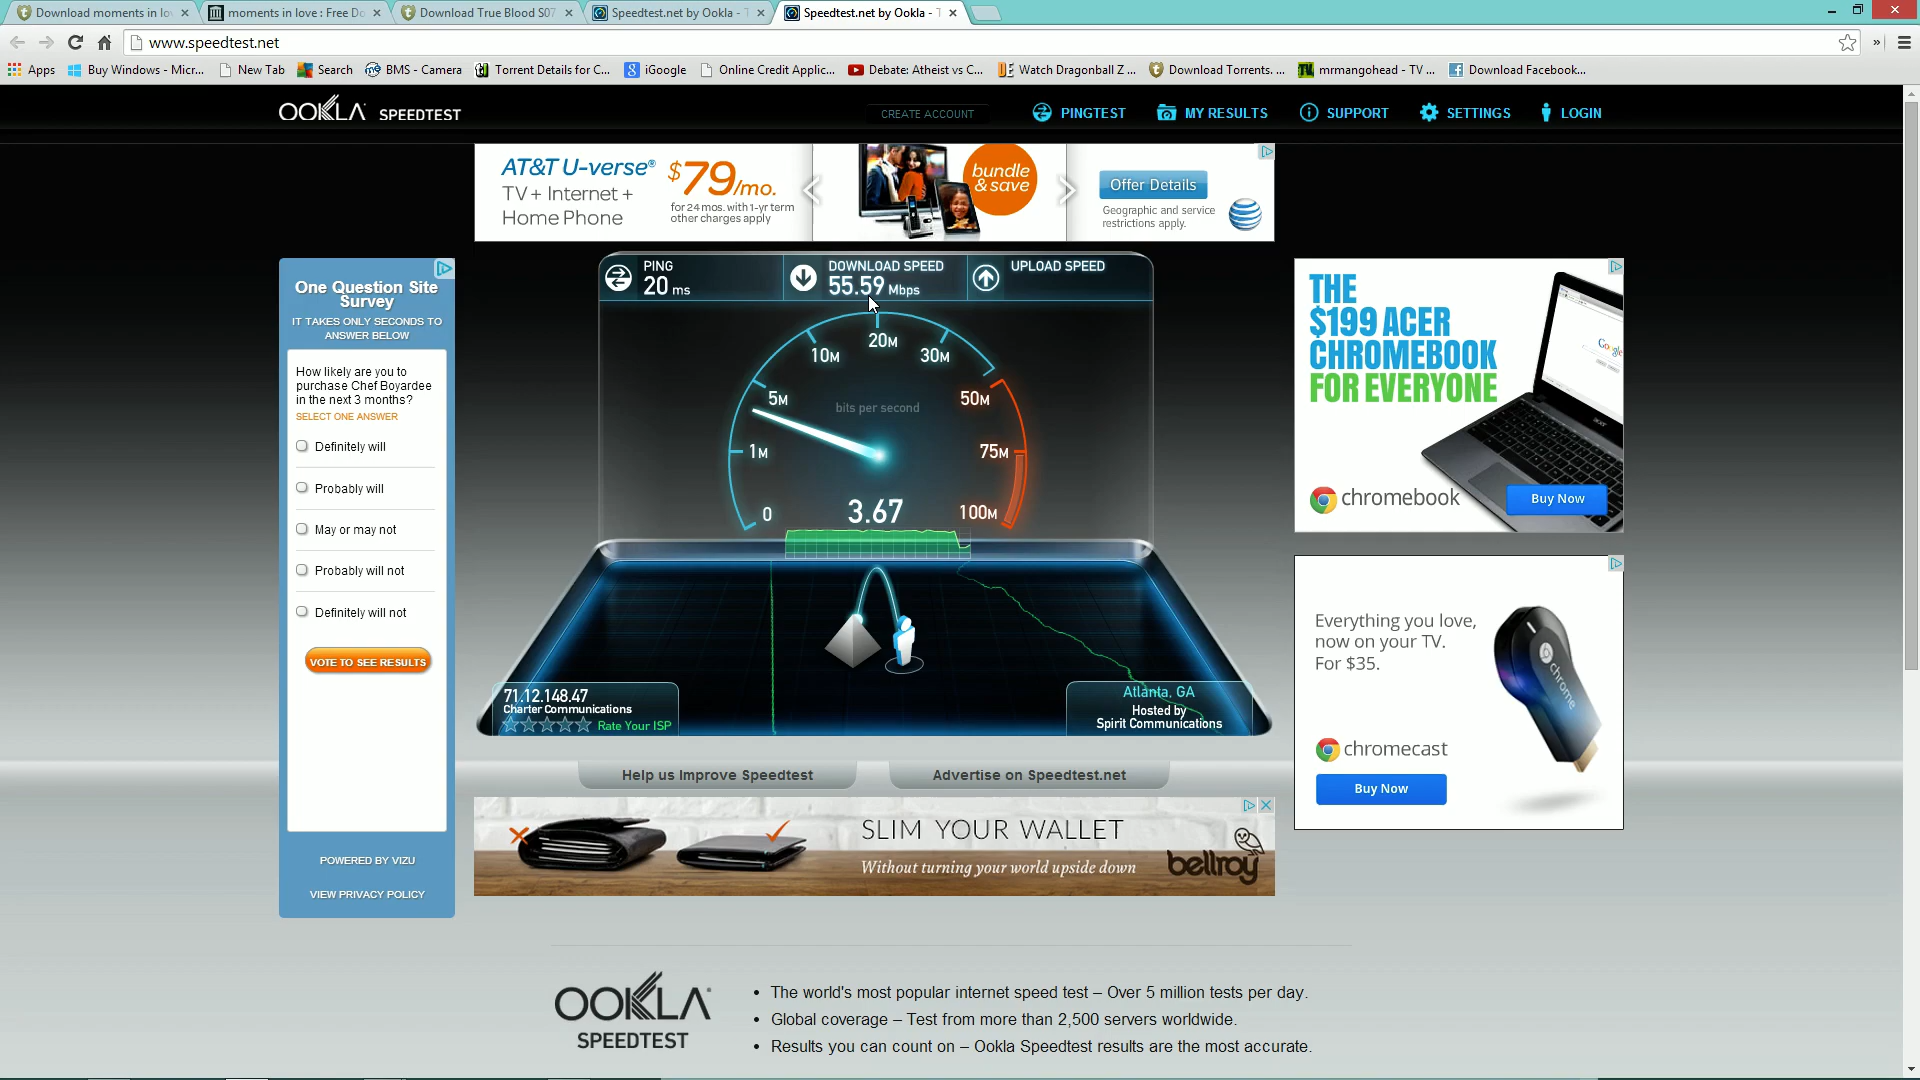 Download moments in lov
moments in love : Free Do
Download True Blood S07
Speedtest.net by Ookla - T
Speedtest.net by Ookla - T
www.speedtest.net
»
Apps
Buy Windows - Micr...
New Tab
Search
BMS - Camera
Torrent Details for C...
iGoogle
Online Credit Applic...
Debate: Atheist vs C...
Watch Dragonball Z ...
Download Torrents. ...
mrmangohead - TV ...
Download Facebook...
OOKLA SPEEDTEST
CREATE ACCOUNT
PINGTEST
MY RESULTS
SUPPORT
SETTINGS
LOGIN
AT&T U-verse®
TV + Internet +
Home Phone
$79/mo.
for 24 mos. with 1-yr term
other charges apply
bundle
& save
Offer Details
Geographic and service
restrictions apply.
One Question Site
Survey
IT TAKES ONLY SECONDS TO
ANSWER BELOW
How likely are you to
purchase Chef Boyardee
in the next 3 months?
SELECT ONE ANSWER
Definitely will
Probably will
May or may not
Probably will not
Definitely will not
VOTE TO SEE RESULTS
POWERED BY VIZU
VIEW PRIVACY POLICY
PING
20 ms
DOWNLOAD SPEED
55.59 Mbps
UPLOAD SPEED
20M
10M
30M
5M
50M
bits per second
1M
75M
0
3.67
100M
71.12.148.47
Charter Communications
Rate Your ISP
Atlanta, GA
Hosted by
Spirit Communications
Help us Improve Speedtest
Advertise on Speedtest.net
THE
$199 ACER
CHROMEBOOK
FOR EVERYONE
Google
acer
chromebook
Buy Now
Everything you love,
now on your TV.
For $35.
chrome
chromecast
Buy Now
SLIM YOUR WALLET
Without turning your world upside down
bellroy
OOKLA
SPEEDTEST
• The world's most popular internet speed test – Over 5 million tests per day.
• Global coverage – Test from more than 2,500 servers worldwide.
• Results you can count on – Ookla Speedtest results are the most accurate.